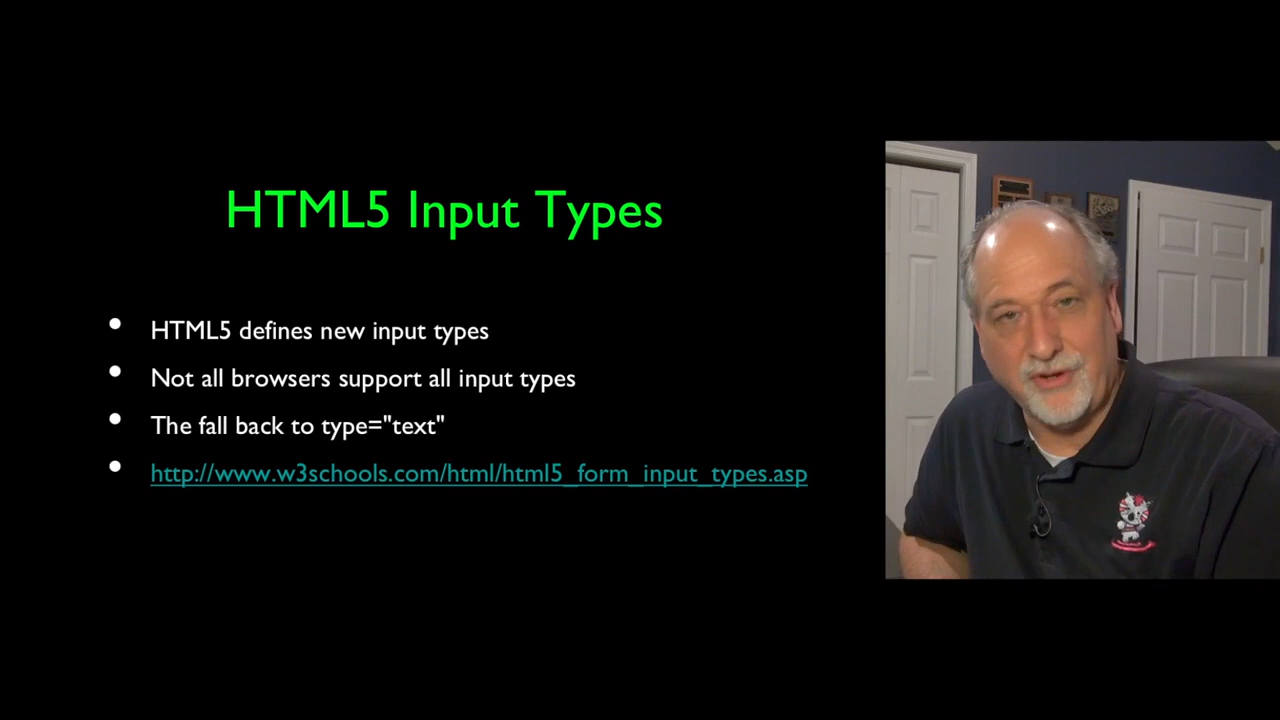 HTML5 Input Types
• HTML5 defines new input types
• Not all browsers support all input types
• The fall back to type="text"
• http://www.w3schools.com/html/html5_form_input_types.asp